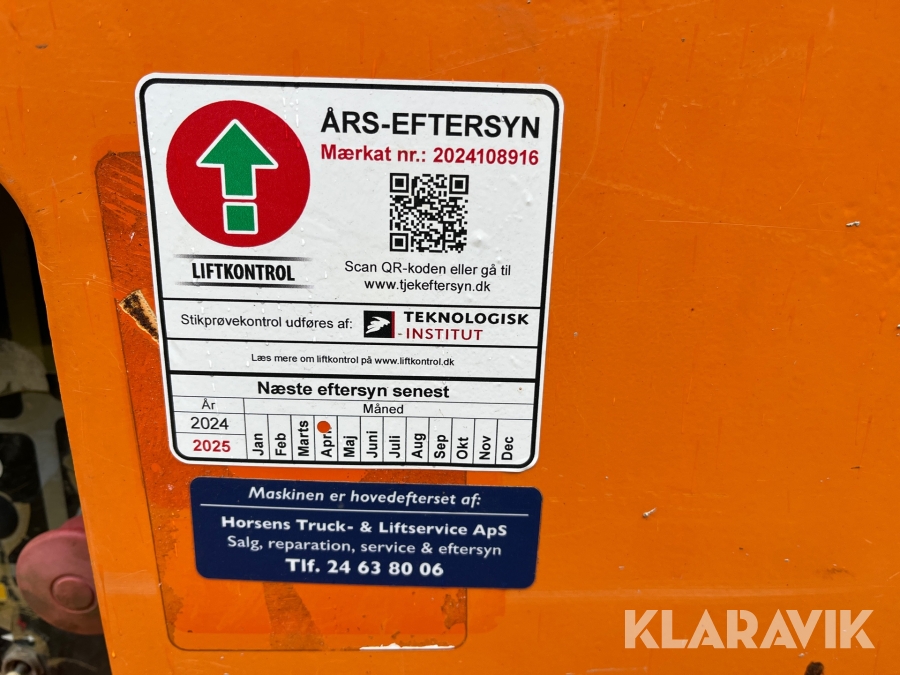 ÅRS-EFTERSYN
Mærkat nr.: 2024108916
LIFTKONTROL
Scan QR-koden eller gå til
www.tjekeftersyn.dk
Stikprøvekontrol udføres af: TEKNOLOGISK
-INSTITUT
Læs mere om liftkontrol på www.liftkontrol.dk
Næste eftersyn senest
År Måned
2024
2025 Jan Feb Marts Maj Juni Juli Aug Sep Okt Nov Dec
Maskinen er hovedefterset af:
Horsens Truck- & Liftservice ApS
Salg, reparation, service & eftersyn
Tlf. 24 63 80 06
KLARAVIK